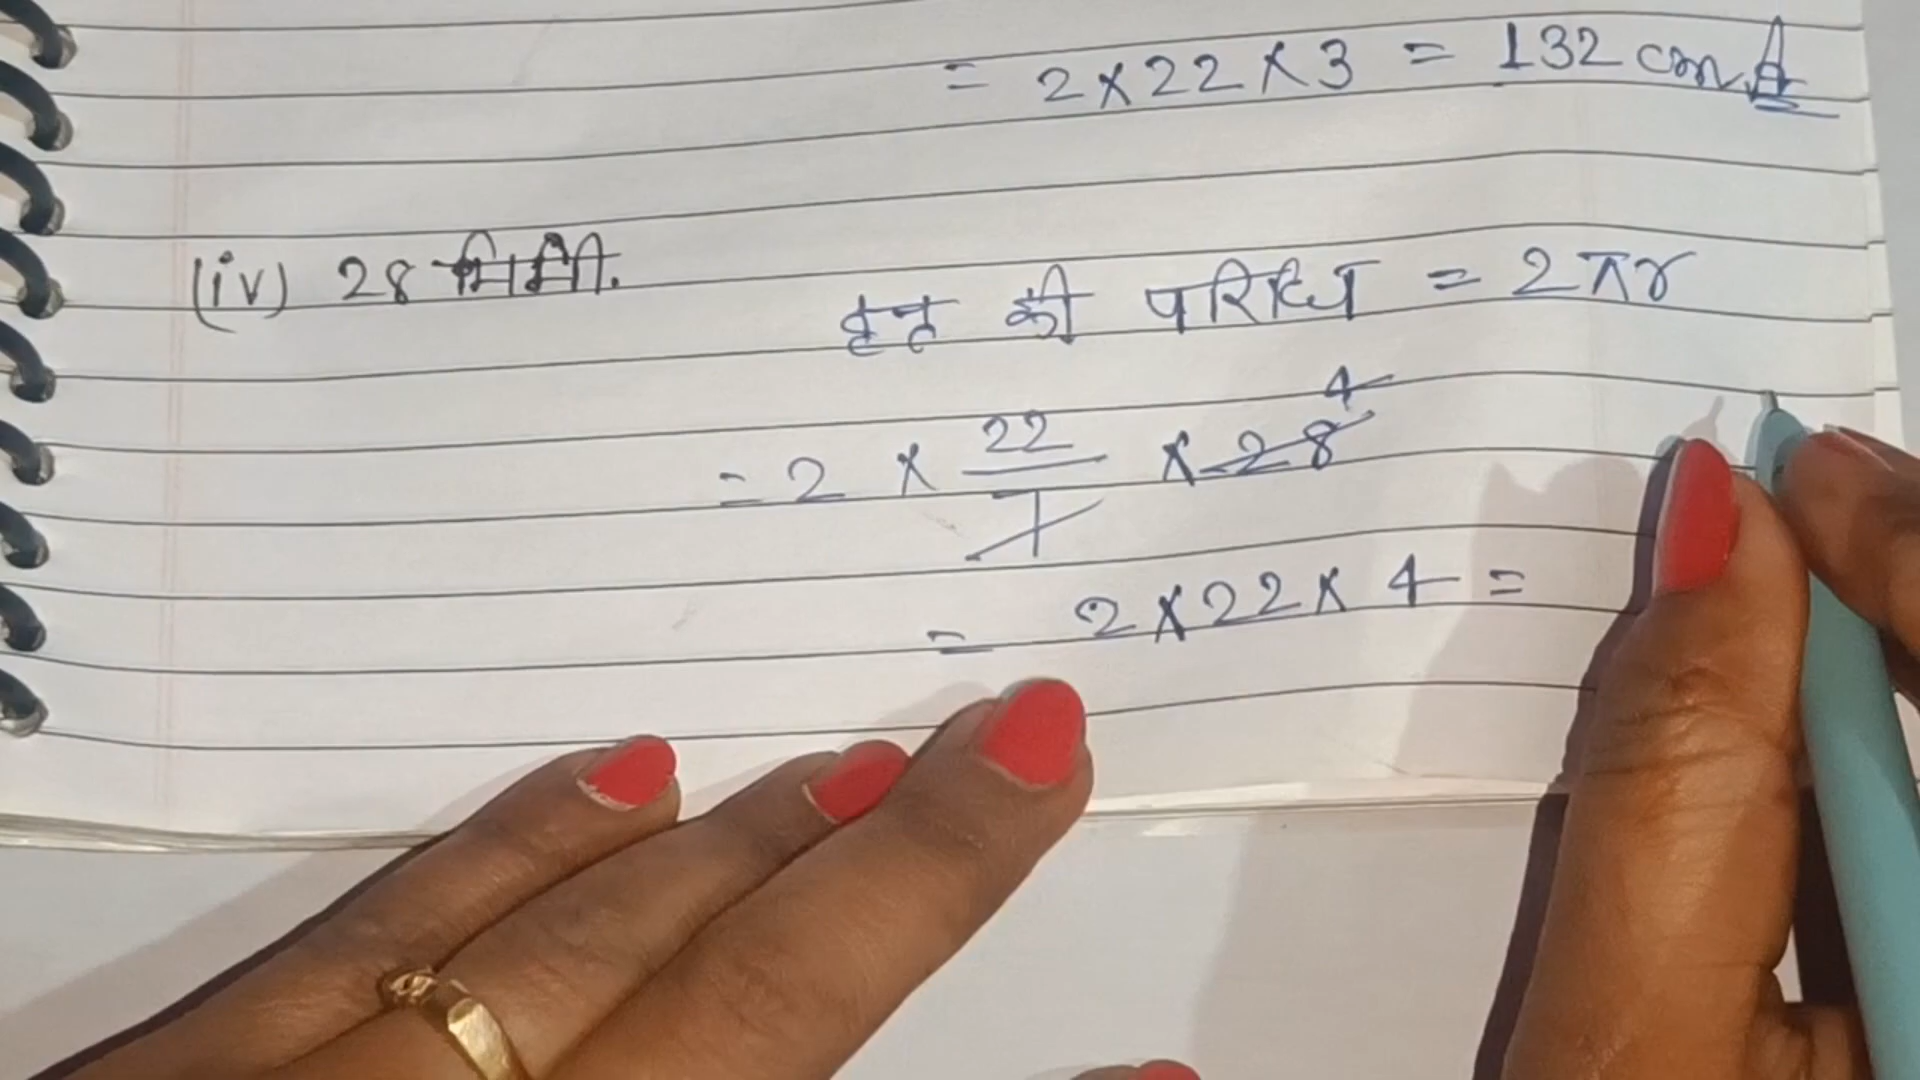 = 2 × 22 × 3 = 132 cm A
(iv) 28 मिमी.
वृत्त की परिधि = 2πr
= 2 × 22/7 × 28 4
= 2 × 22 × 4 =